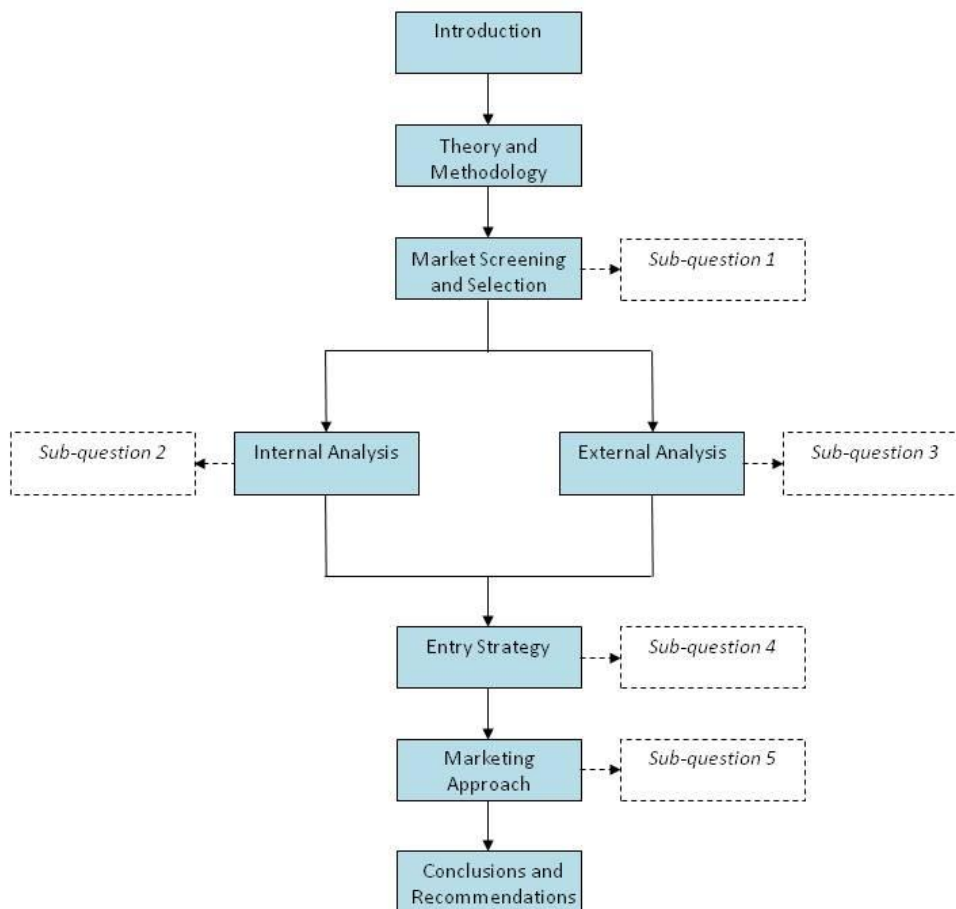 Introduction
Theory and
Methodology
Market Screening
and Selection
Sub-question 1
Sub-question 2
Internal Analysis
External Analysis
Sub-question 3
Entry Strategy
Sub-question 4
Marketing
Approach
Sub-question 5
Conclusions and
Recommendations